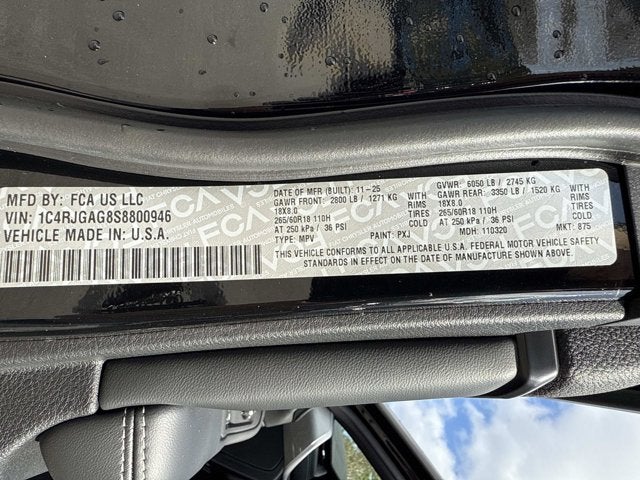 MFD BY: FCA US LLC
VIN: 1C4RJGAG8S8800946
VEHICLE MADE IN U.S.A.
DATE OF MFR (BUILT): 11-25
GVWR: 6050 LB / 2745 KG
GAWR FRONT: 2800 LB / 1271 KG WITH
GAWR REAR: 3350 LB / 1520 KG WITH
18X8.0 RIMS
18X8.0 RIMS
265/60R18 110H TIRES
265/60R18 110H TIRES
AT 250 kPa / 36 PSI COLD
AT 250 kPa / 36 PSI COLD
TYPE: MPV PAINT: PXJ MDH: 110320 MKT: 875
THIS VEHICLE CONFORMS TO ALL APPLICABLE U.S.A. FEDERAL MOTOR VEHICLE SAFETY
STANDARDS IN EFFECT ON THE DATE OF MANUFACTURE SHOWN ABOVE.
FCA
FCA